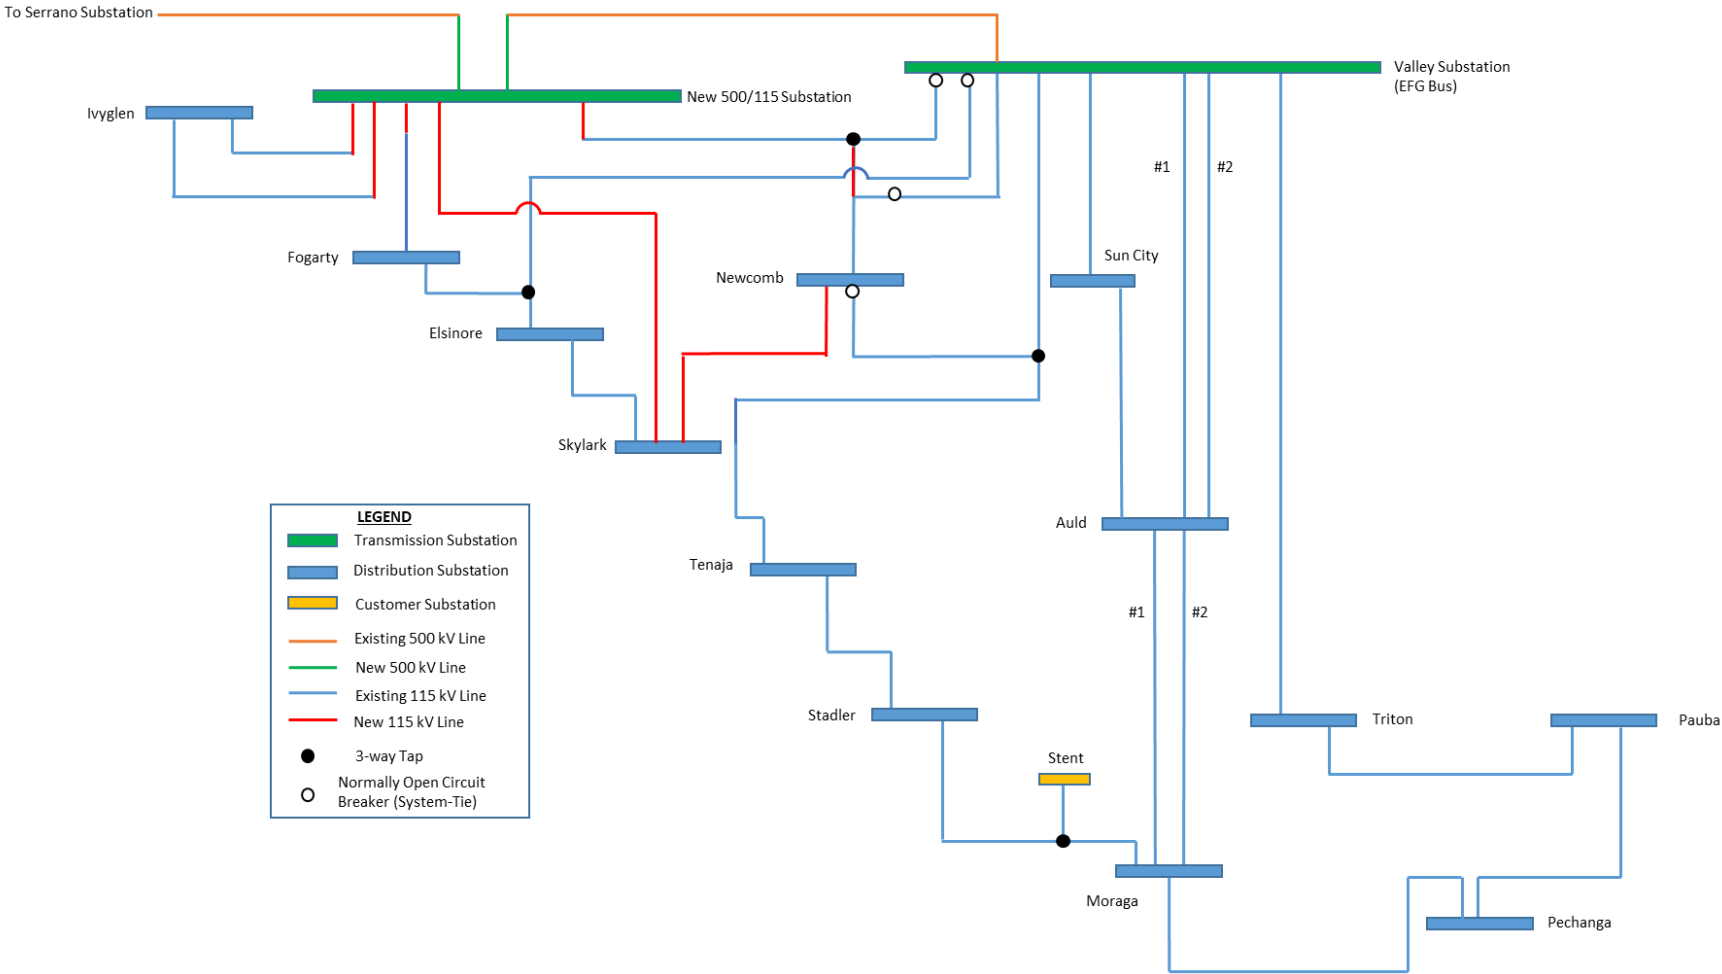 To Serrano Substation
Valley Substation
(EFG Bus)
New 500/115 Substation
Ivyglen
#1
#2
Fogarty
Sun City
Newcomb
Elsinore
Skylark
LEGEND
Transmission Substation
Distribution Substation
Customer Substation
Existing 500 kV Line
New 500 kV Line
Existing 115 kV Line
New 115 kV Line
3-way Tap
Normally Open Circuit
Breaker (System-Tie)
Auld
Tenaja
#1
#2
Stadler
Triton
Pauba
Stent
Moraga
Pechanga